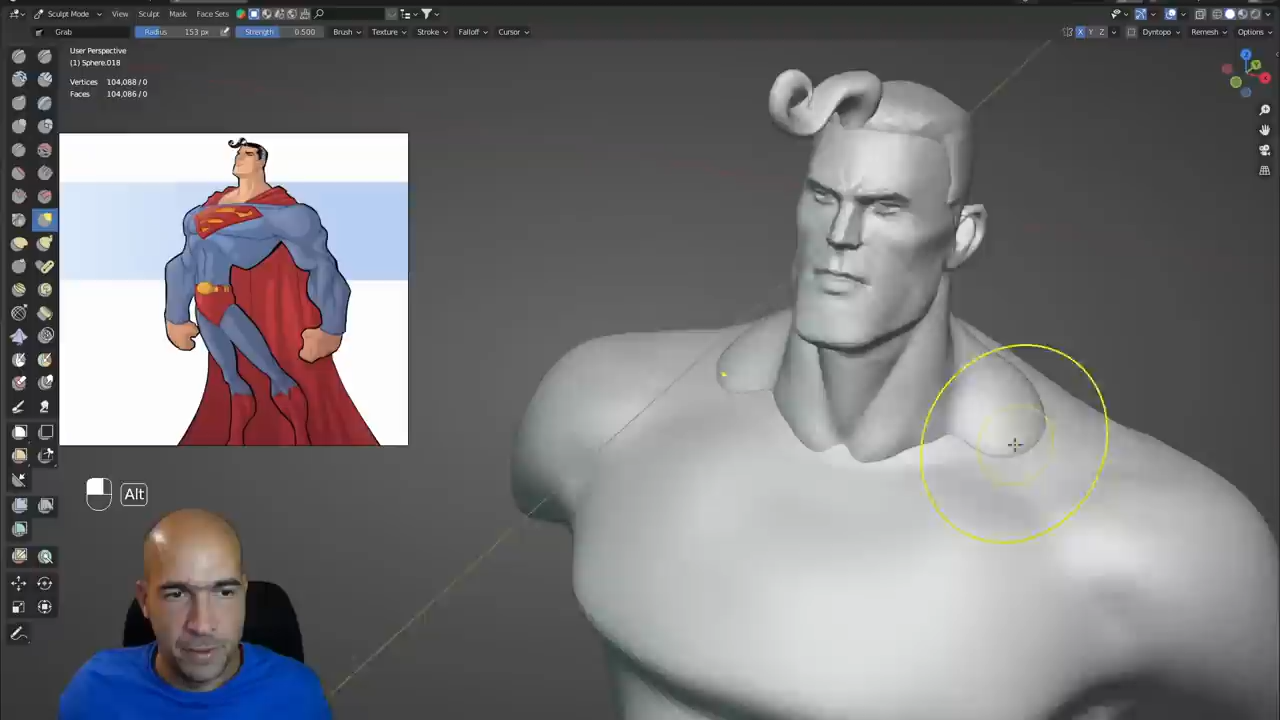 Sculpt Mode View Sculpt Mask Face Sets
Grab Radius 153 px Strength 0.500 Brush Texture Stroke Falloff Cursor X Y Z Dyntopo Remesh Options
User Perspective
(1) Sphere.018
Vertices 104,088 / 0
Faces 104,086 / 0
Alt